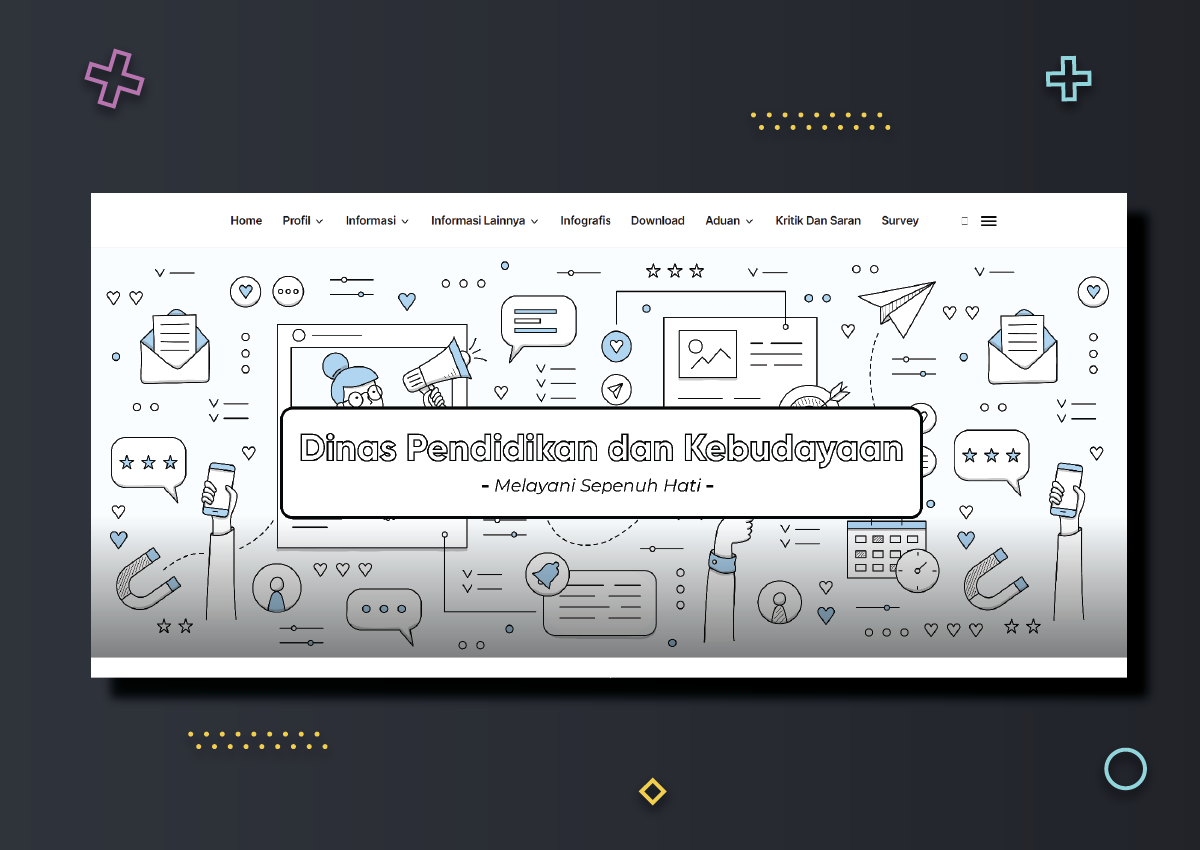 Home Profil Informasi Informasi Lainnya Infografis Download Aduan Kritik Dan Saran Survey
Dinas Pendidikan dan Kebudayaan
- Melayani Sepenuh Hati -